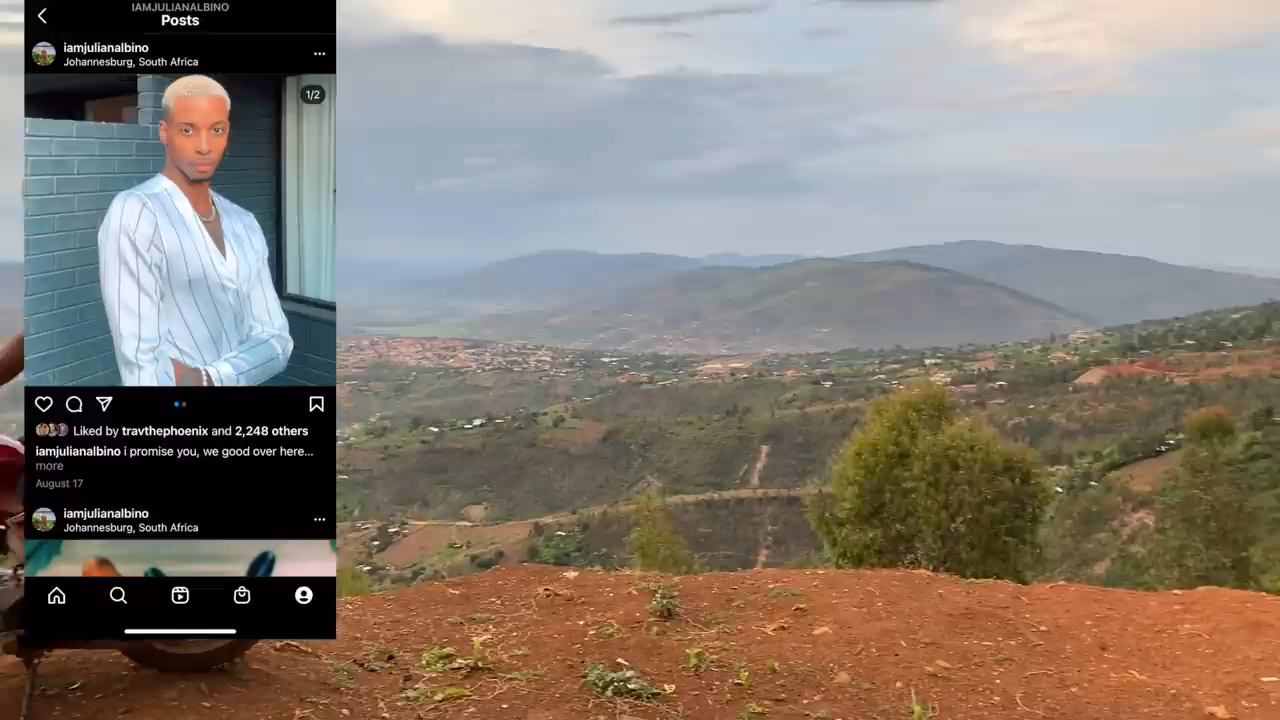 IAMJULIANALBINO
Posts
iamjulianalbino
Johannesburg, South Africa
1/2
Liked by travthephoenix and 2,248 others
iamjulianalbino i promise you, we good over here...
more
August 17
iamjulianalbino
Johannesburg, South Africa